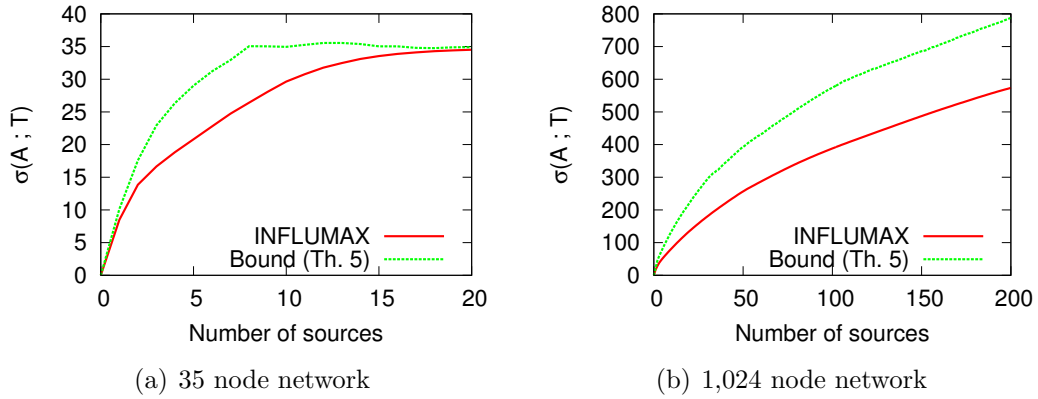 40
35
30
25
20
15
10
5
0
σ(A ; T)
INFLUMAX
Bound (Th. 5)
0 5 10 15 20
Number of sources
(a) 35 node network
800
700
600
500
400
300
200
100
0
σ(A ; T)
INFLUMAX
Bound (Th. 5)
0 50 100 150 200
Number of sources
(b) 1,024 node network